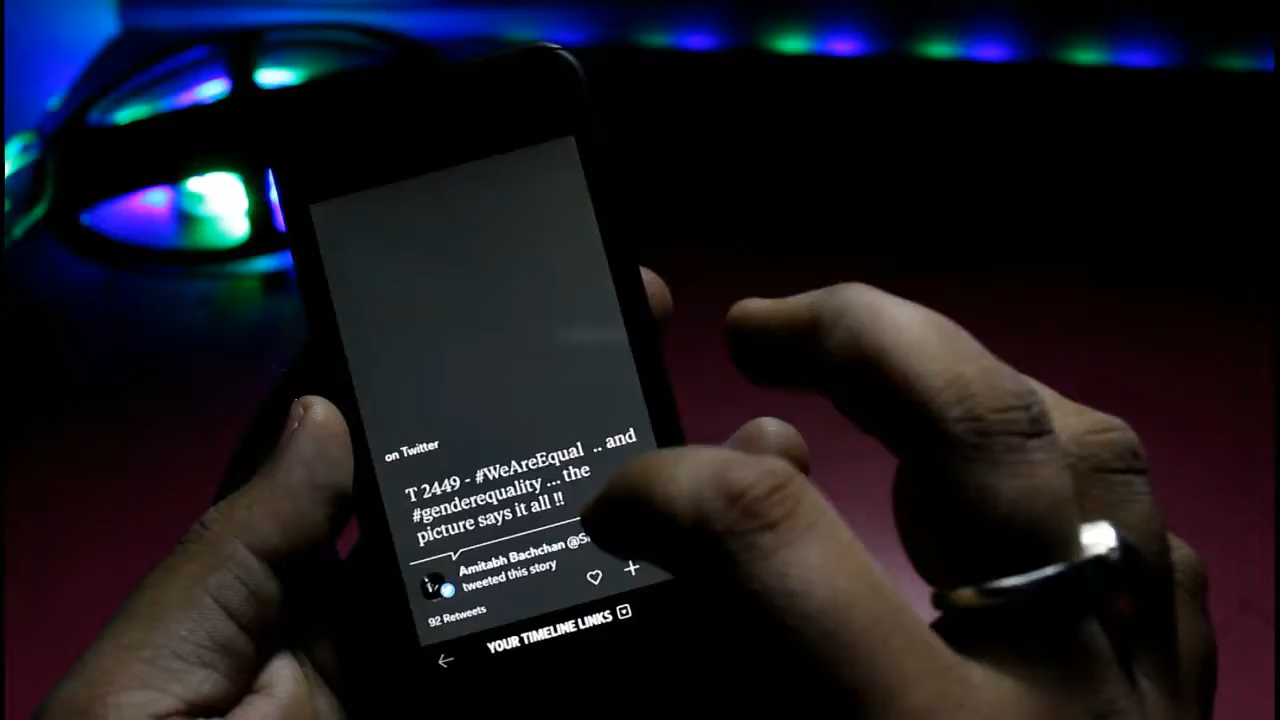 on Twitter
T 2449 - #WeAreEqual .. and
#genderequality ... the
picture says it all !!
Amitabh Bachchan
tweeted this story
92 Retweets
YOUR TIMELINE LINKS